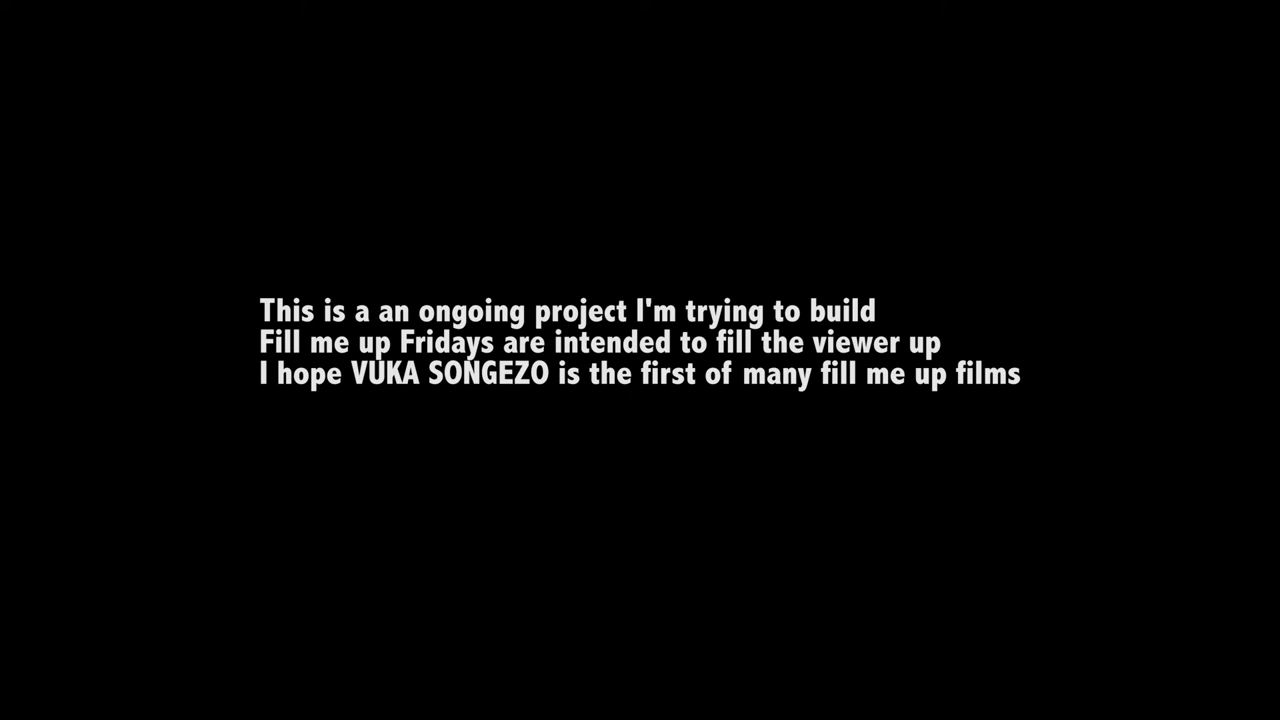 This is a an ongoing project I'm trying to build
Fill me up Fridays are intended to fill the viewer up
I hope VUKA SONGEZO is the first of many fill me up films